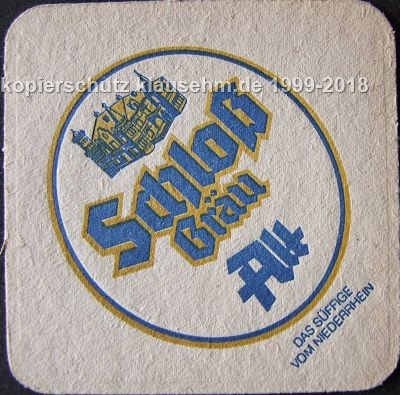 kopierschutz.klausehm.de 1999-2018
Schloß
Bräu
Alt
DAS SÜFFIGE
VOM NIEDERRHEIN